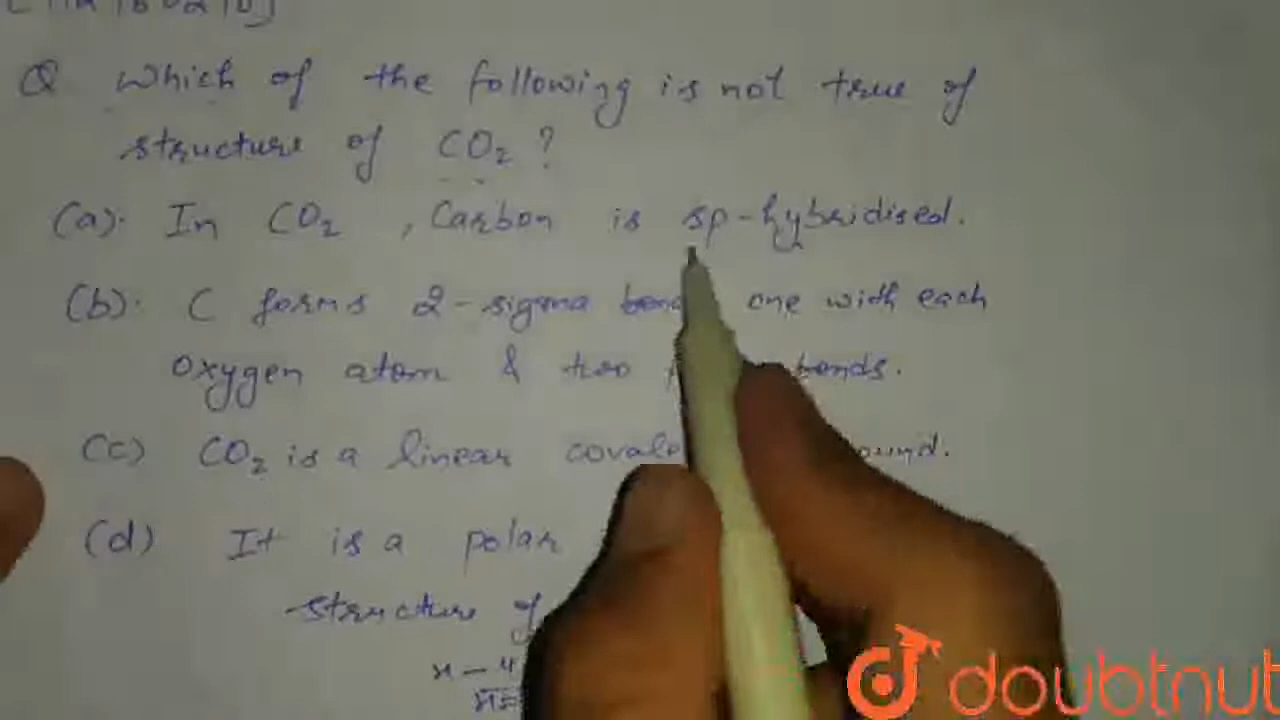 Q Which of the following is not true of
structure of CO2?
(a). In CO2, Carbon is sp-hybridised.
(b). C forms 2-sigma bond one with each
oxygen atom & two bonds.
(c) CO2 is a linear
(d) It is a polar
structure of
doubtnut